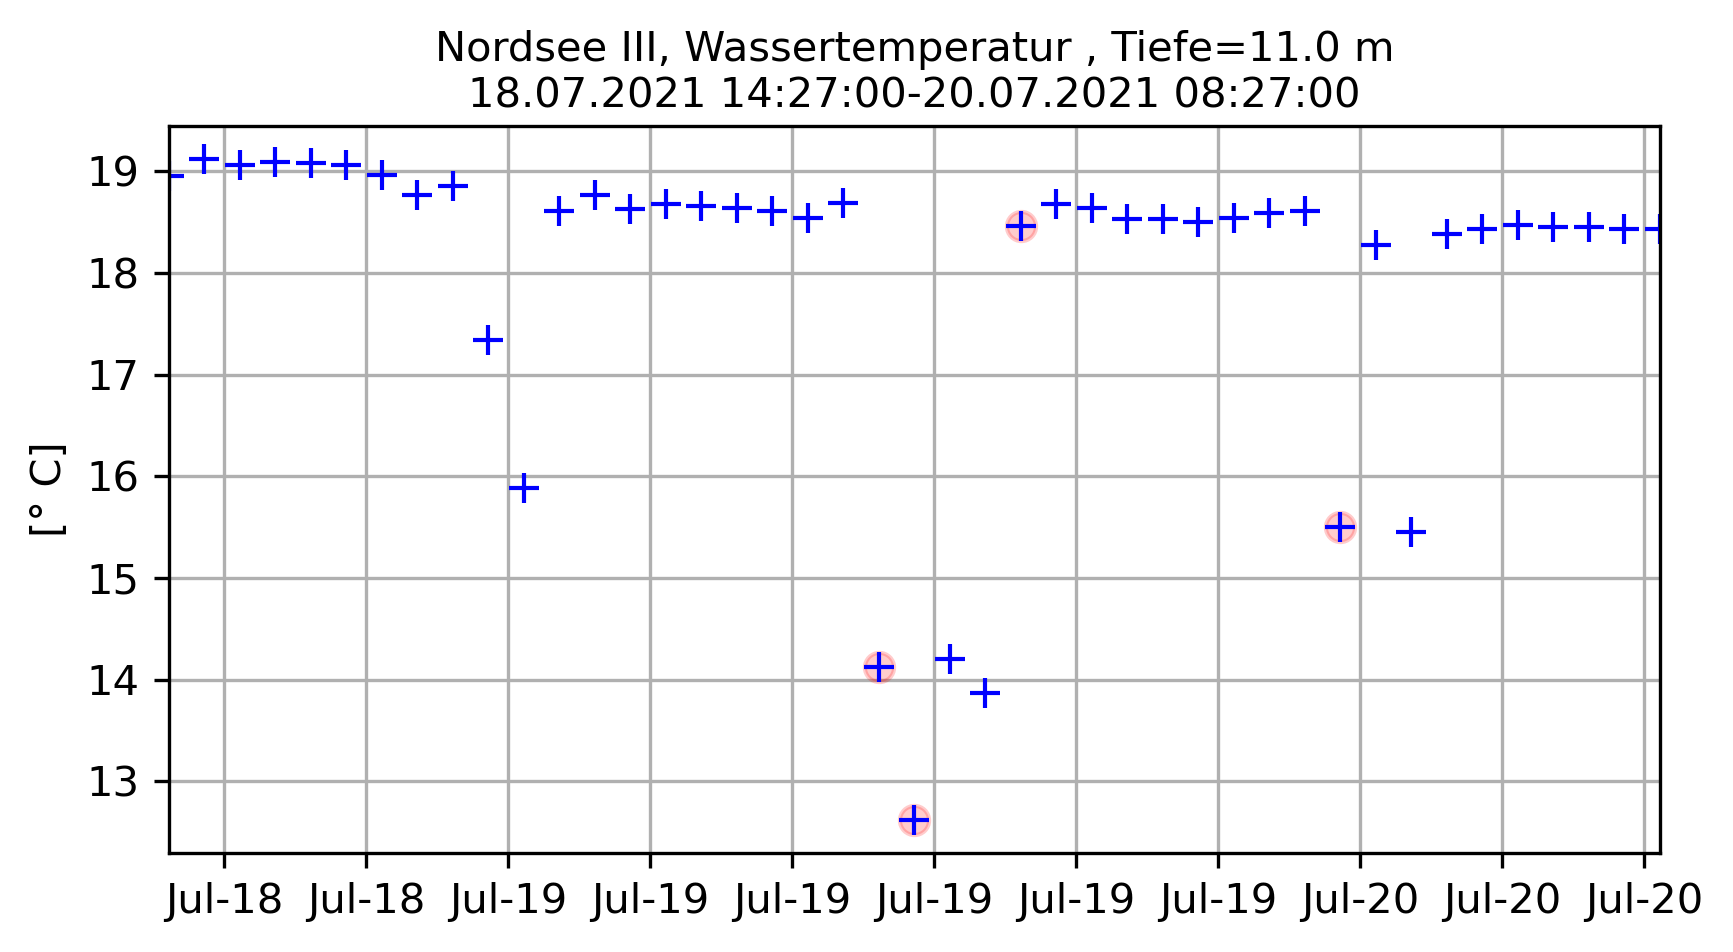 Nordsee III, Wassertemperatur , Tiefe=11.0 m
18.07.2021 14:27:00-20.07.2021 08:27:00
19
18
17
16
15
14
13
[° C]
Jul-18 Jul-18 Jul-19 Jul-19 Jul-19 Jul-19 Jul-19 Jul-19 Jul-20 Jul-20 Jul-20